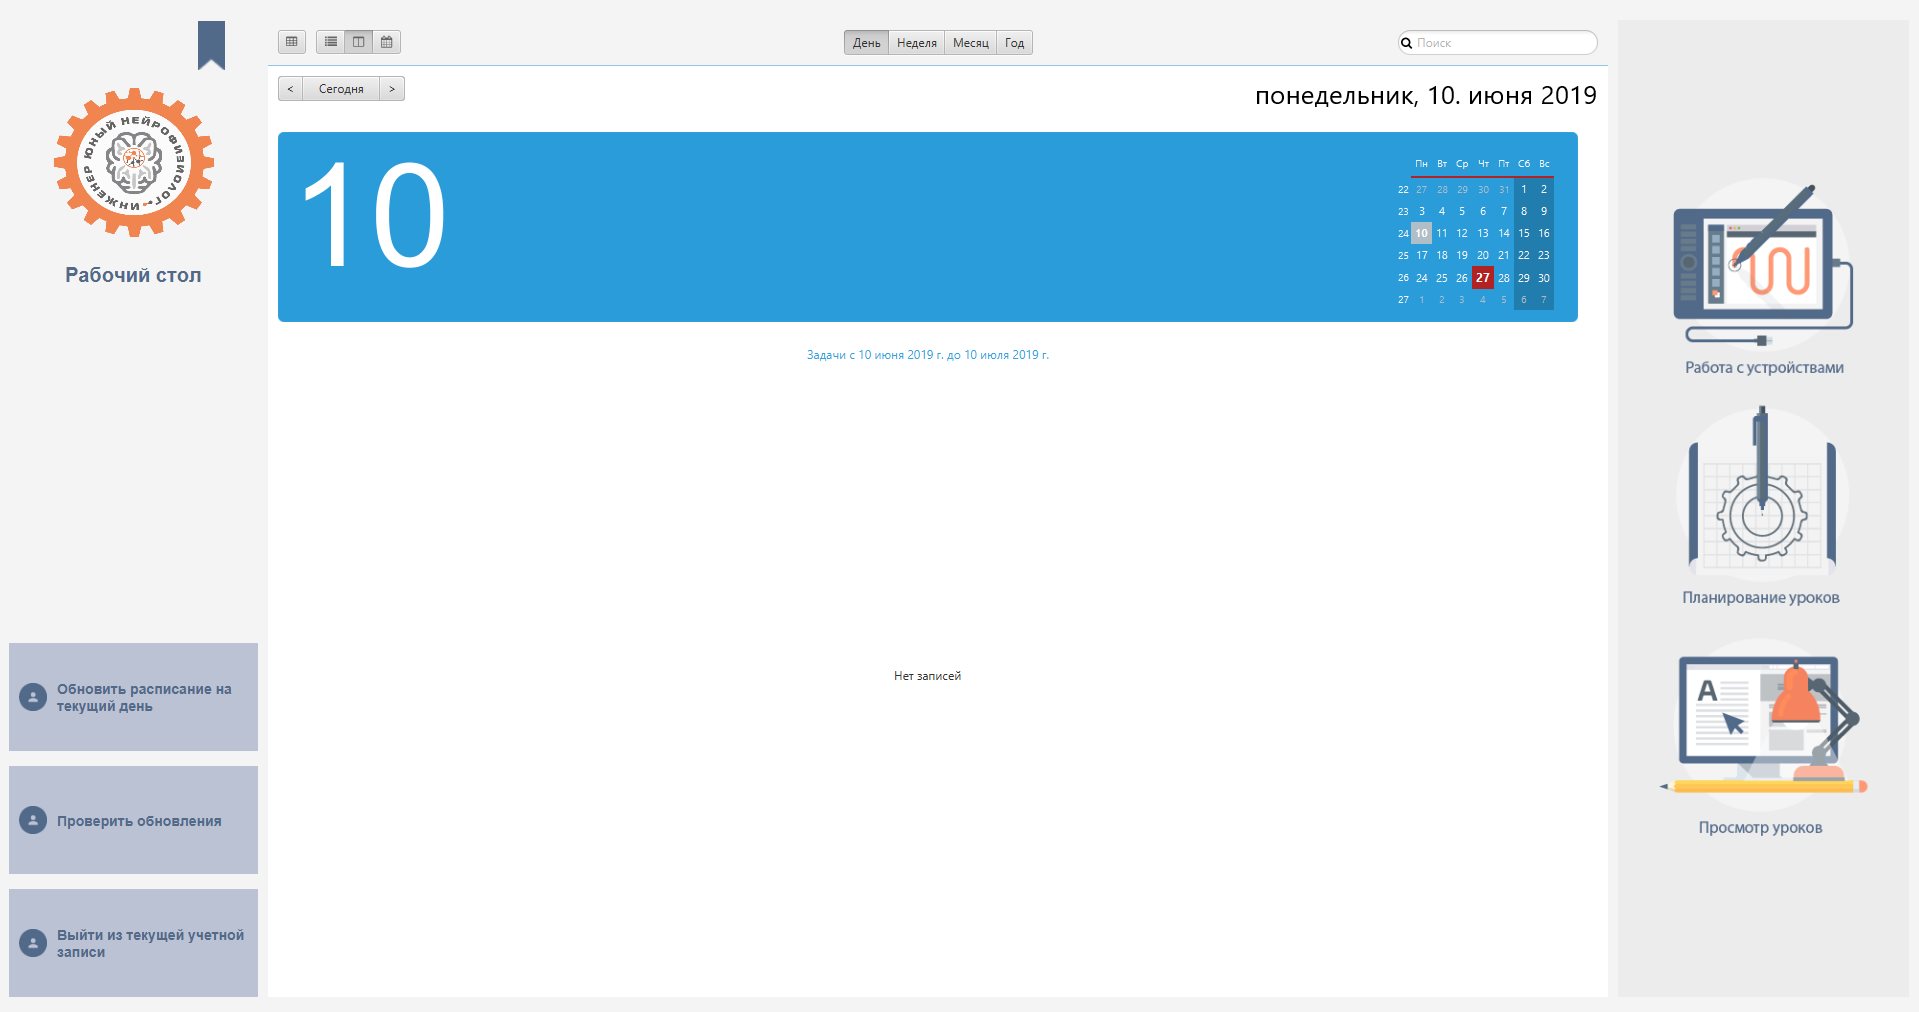 День Неделя Месяц Год
Поиск
ЮНЫЙ НЕЙРОФИЗИОЛОГ-ИНЖЕНЕР
Рабочий стол
Обновить расписание на
текущий день
Проверить обновления
Выйти из текущей учетной
записи
< Сегодня >
понедельник, 10. июня 2019
10
Пн Вт Ср Чт Пт Сб Вс
22 27 28 29 30 31 1 2
23 3 4 5 6 7 8 9
24 10 11 12 13 14 15 16
25 17 18 19 20 21 22 23
26 24 25 26 27 28 29 30
27 1 2 3 4 5 6 7
Задачи с 10 июня 2019 г. до 10 июля 2019 г.
Нет записей
Работа с устройствами
Планирование уроков
A
Просмотр уроков